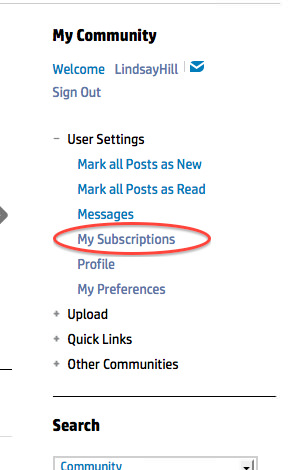 My Community
Welcome LindsayHill
Sign Out
User Settings
Mark all Posts as New
Mark all Posts as Read
Messages
My Subscriptions
Profile
My Preferences
Upload
Quick Links
Other Communities
Search
Community